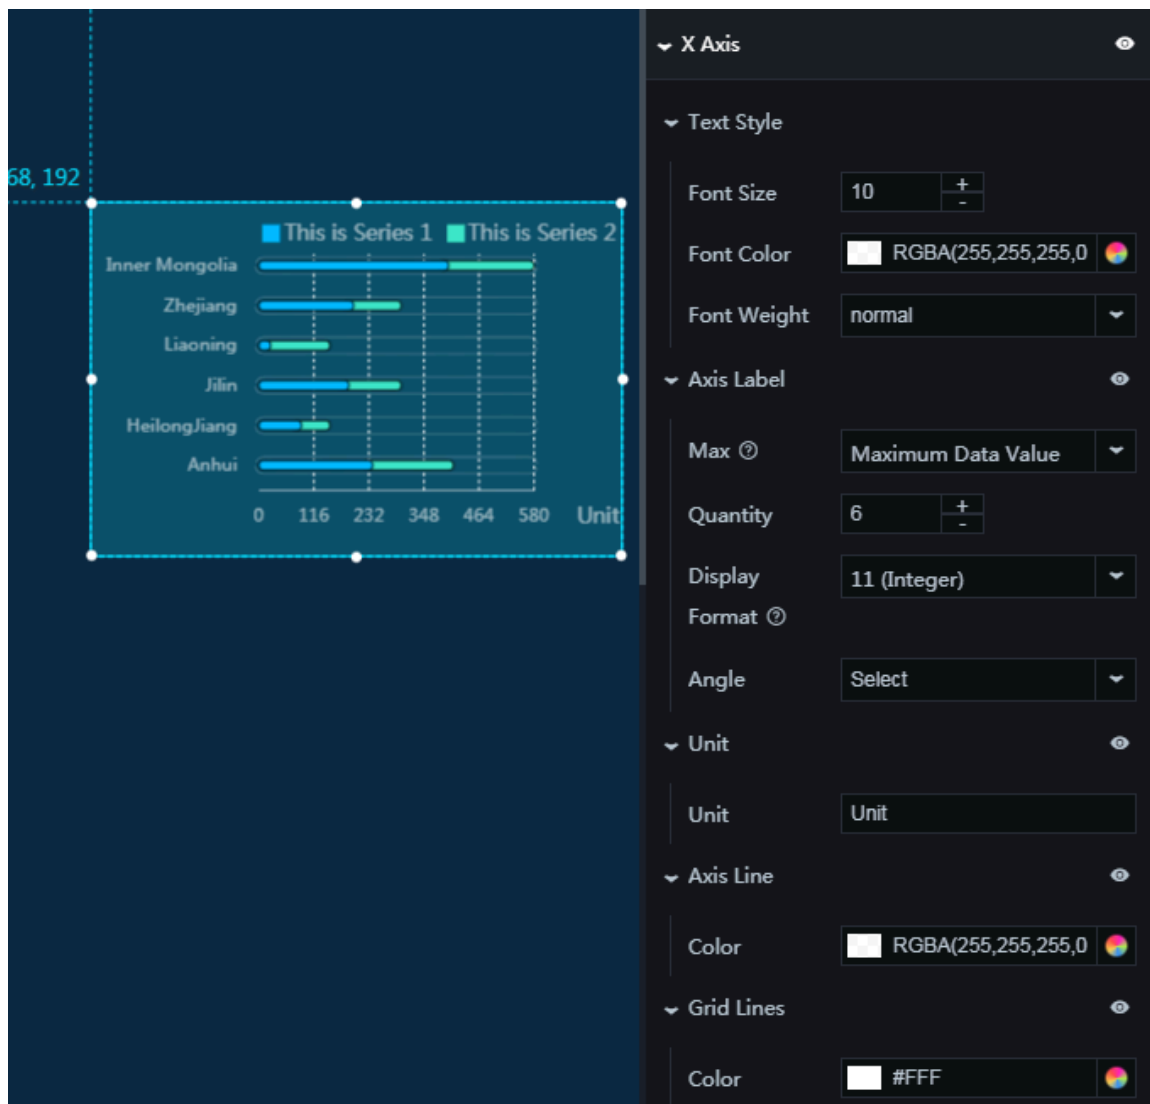 68, 192
This is Series 1 This is Series 2
Inner Mongolia
Zhejiang
Liaoning
Jilin
HeilongJiang
Anhui
0 116 232 348 464 580 Unit
X Axis
Text Style
Font Size 10 + -
Font Color RGBA(255,255,255,0
Font Weight normal
Axis Label
Max ? Maximum Data Value
Quantity 6 + -
Display
Format ? 11 (Integer)
Angle Select
Unit
Unit Unit
Axis Line
Color RGBA(255,255,255,0
Grid Lines
Color #FFF